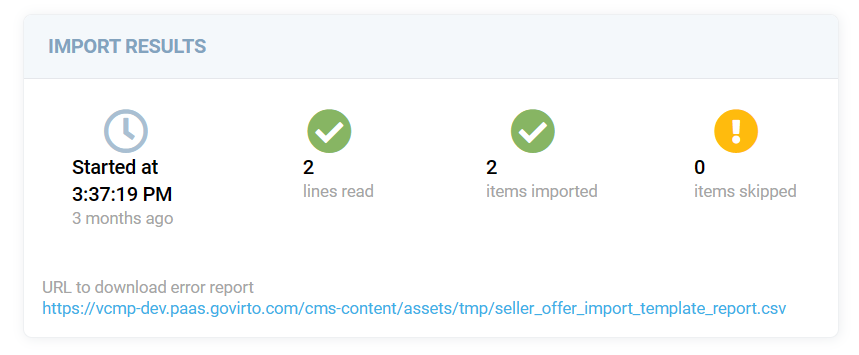 IMPORT RESULTS
Started at
3:37:19 PM
3 months ago
2
lines read
2
items imported
0
items skipped
URL to download error report
https://vcmp-dev.paas.govirto.com/cms-content/assets/tmp/seller_offer_import_template_report.csv